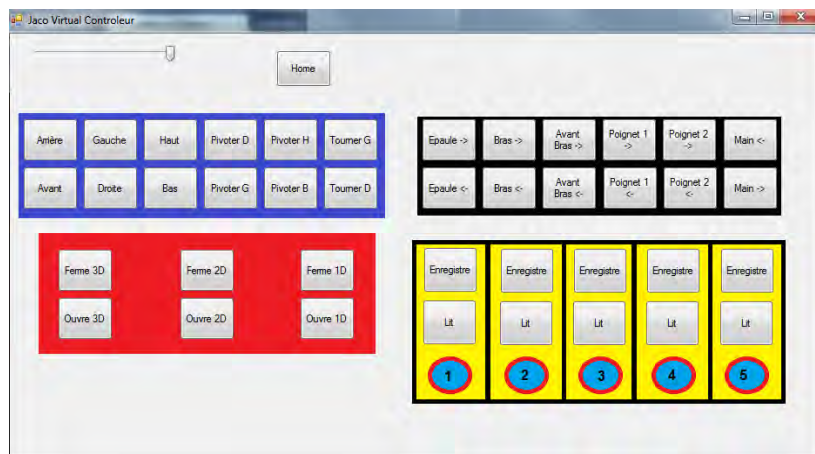 Jaco Virtual Controleur
Home
Arrière Gauche Haut Pivoter D Pivoter H Tourner G
Avant Droite Bas Pivoter G Pivoter B Tourner D
Epaule -> Bras -> Avant Bras -> Poignet 1 -> Poignet 2 -> Main <-
Epaule <- Bras <- Avant Bras <- Poignet 1 <- Poignet 2 <- Main ->
Ferme 3D Ferme 2D Ferme 1D
Ouvre 3D Ouvre 2D Ouvre 1D
Enregistre Enregistre Enregistre Enregistre Enregistre
Lit Lit Lit Lit Lit
1 2 3 4 5